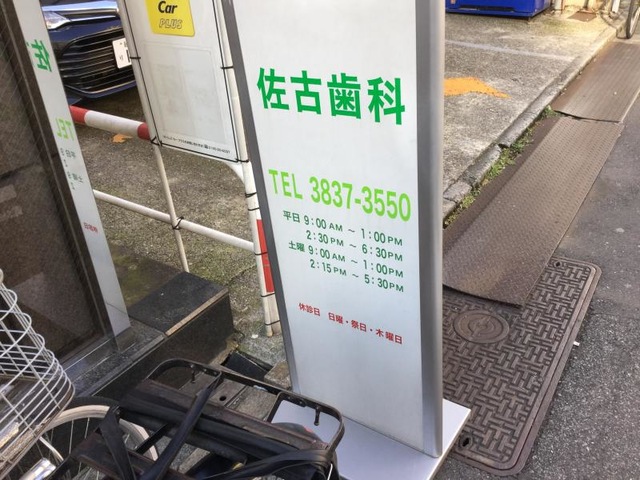 Car
PLUS
佐古歯科
TEL 3837-3550
平日 9:00 AM ~ 1:00 PM
2:30 PM ~ 6:30 PM
土曜 9:00 AM ~ 1:00 PM
2:15 PM ~ 5:30 PM
休診日 日曜・祭日・木曜日
佐
TEL